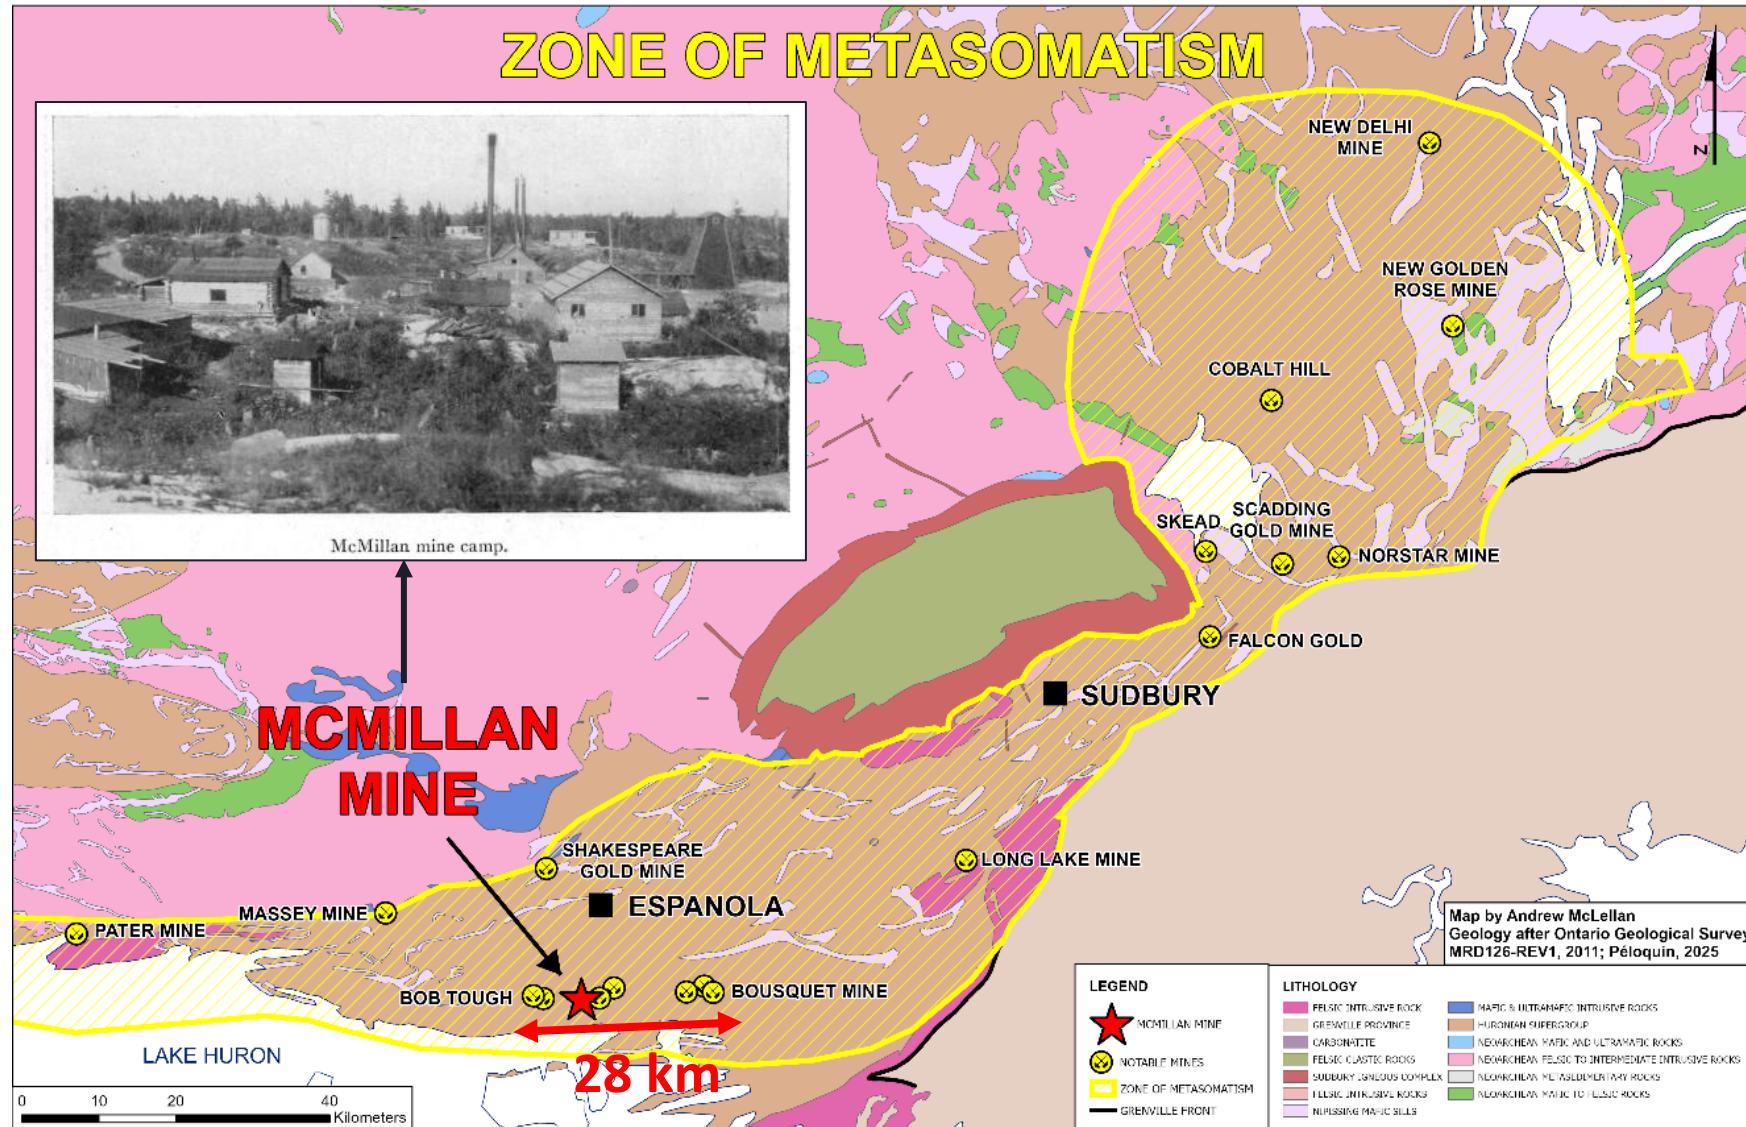 ZONE OF METASOMATISM
McMillan mine camp.
N
NEW DELHI
MINE
NEW GOLDEN
ROSE MINE
COBALT HILL
SKEAD
SCADDING
GOLD MINE
NORSTAR MINE
FALCON GOLD
SUDBURY
MCMILLAN
MINE
SHAKESPEARE
GOLD MINE
LONG LAKE MINE
ESPANOLA
MASSEY MINE
PATER MINE
BOB TOUGH
BOUSQUET MINE
28 km
LAKE HURON
0 10 20 40
Kilometers
Map by Andrew McLellan
Geology after Ontario Geological Survey
MRD126-REV1, 2011; Péloquin, 2025
LEGEND
MCMILLAN MINE
NOTABLE MINES
ZONE OF METASOMATISM
GRENVILLE FRONT
LITHOLOGY
FELSIC INTRUSIVE ROCK
GRENVILLE PROVINCE
CARBONATITE
FELSIC CLASTIC ROCKS
SUDBURY IGNEOUS COMPLEX
FELSIC INTRUSIVE ROCKS
NIPISSING MAFIC SILLS
MAFIC & ULTRAMAFIC INTRUSIVE ROCKS
HURONIAN SUPERGROUP
NEOARCHEAN MAFIC AND ULTRAMAFIC ROCKS
NEOARCHEAN FELSIC TO INTERMEDIATE INTRUSIVE ROCKS
NEOARCHEAN METASEDIMENTARY ROCKS
NEOARCHEAN MAFIC TO FELSIC ROCKS